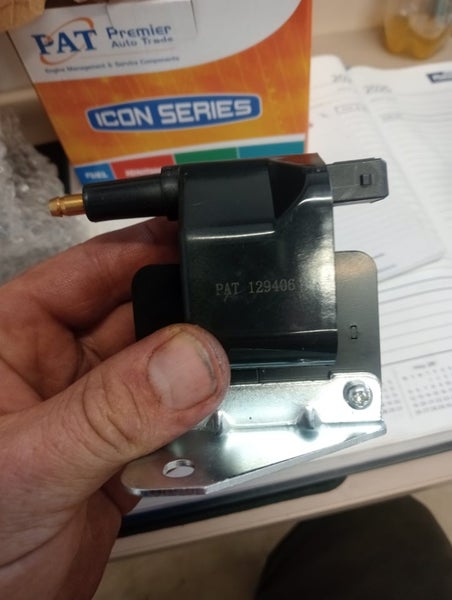 PAT Premier
Auto Trade
Engine Management & Service Components
ICON SERIES
FUEL
PAT 129406